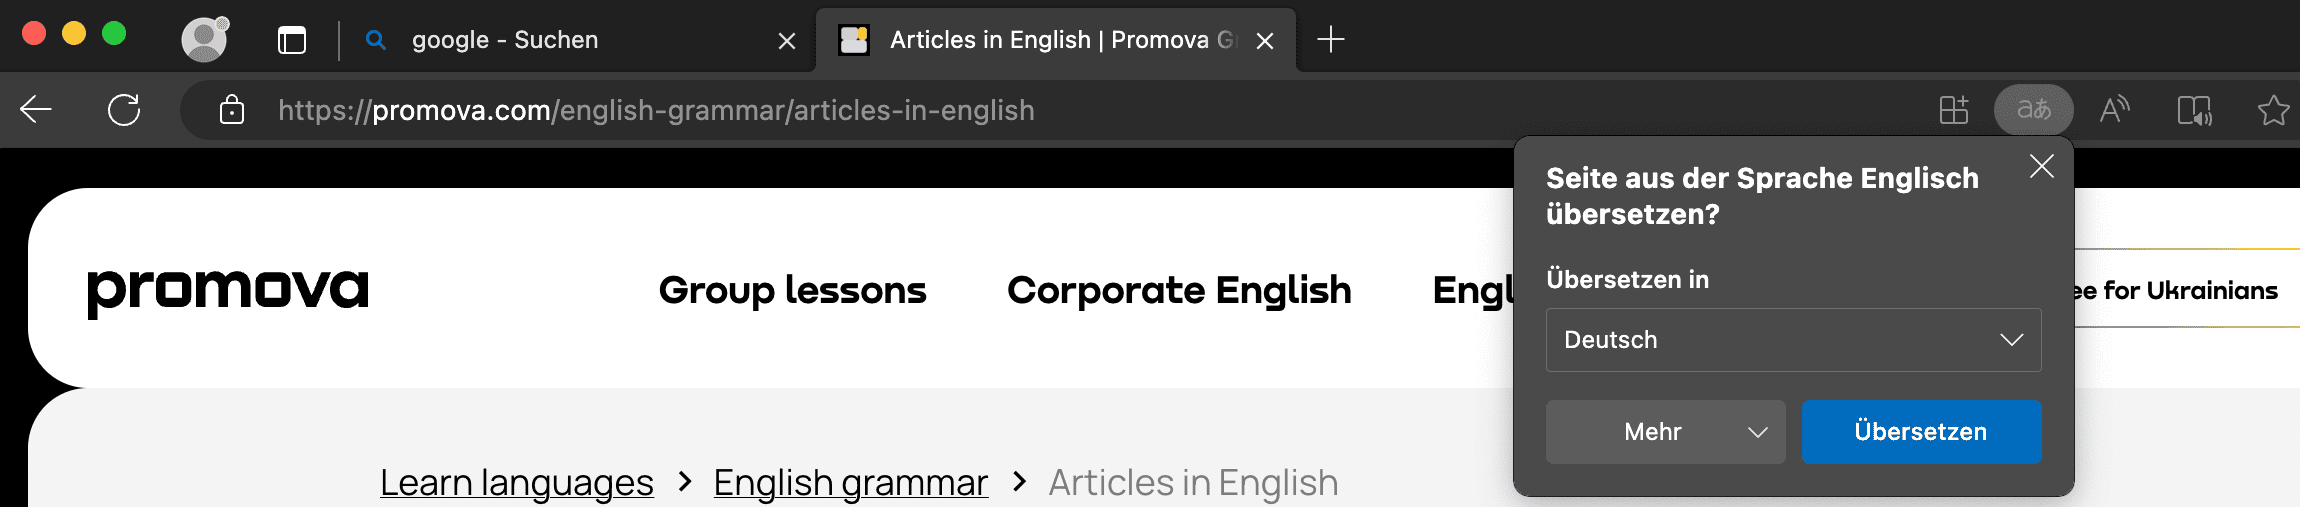 google - Suchen
Articles in English | Promova
https://promova.com/english-grammar/articles-in-english
Seite aus der Sprache Englisch
übersetzen?
Übersetzen in
Deutsch
Mehr
Übersetzen
promova
Group lessons
Corporate English
for Ukrainians
Learn languages > English grammar > Articles in English